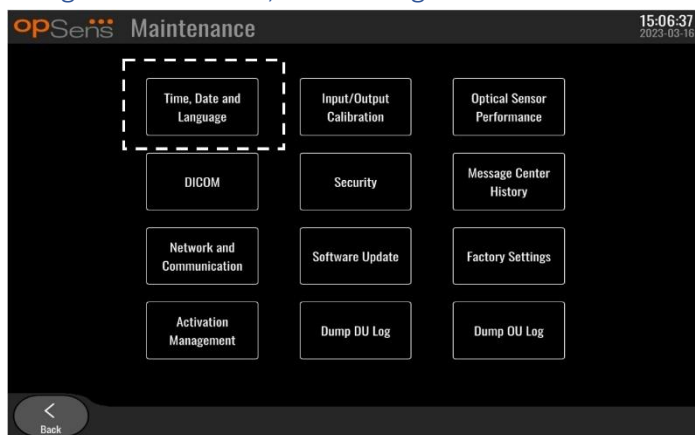 opSens Maintenance
15:06:37
2023-03-16
Time, Date and
Language
Input/Output
Calibration
Optical Sensor
Performance
DICOM
Security
Message Center
History
Network and
Communication
Software Update
Factory Settings
Activation
Management
Dump DU Log
Dump OU Log
Back